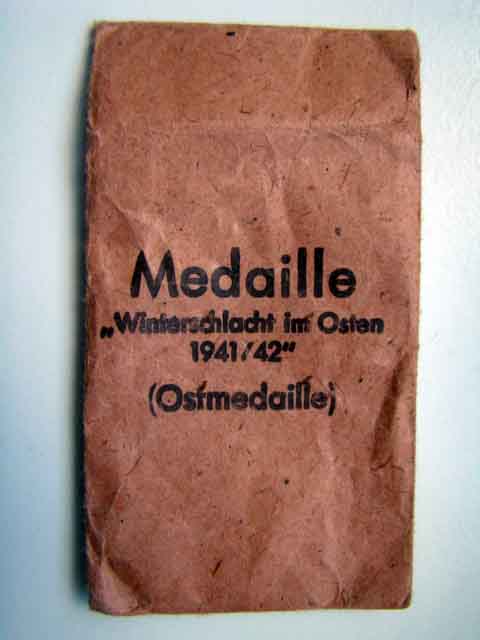 Medaille
„Winterschlacht im Osten
1941/42"
(Ostmedaille)